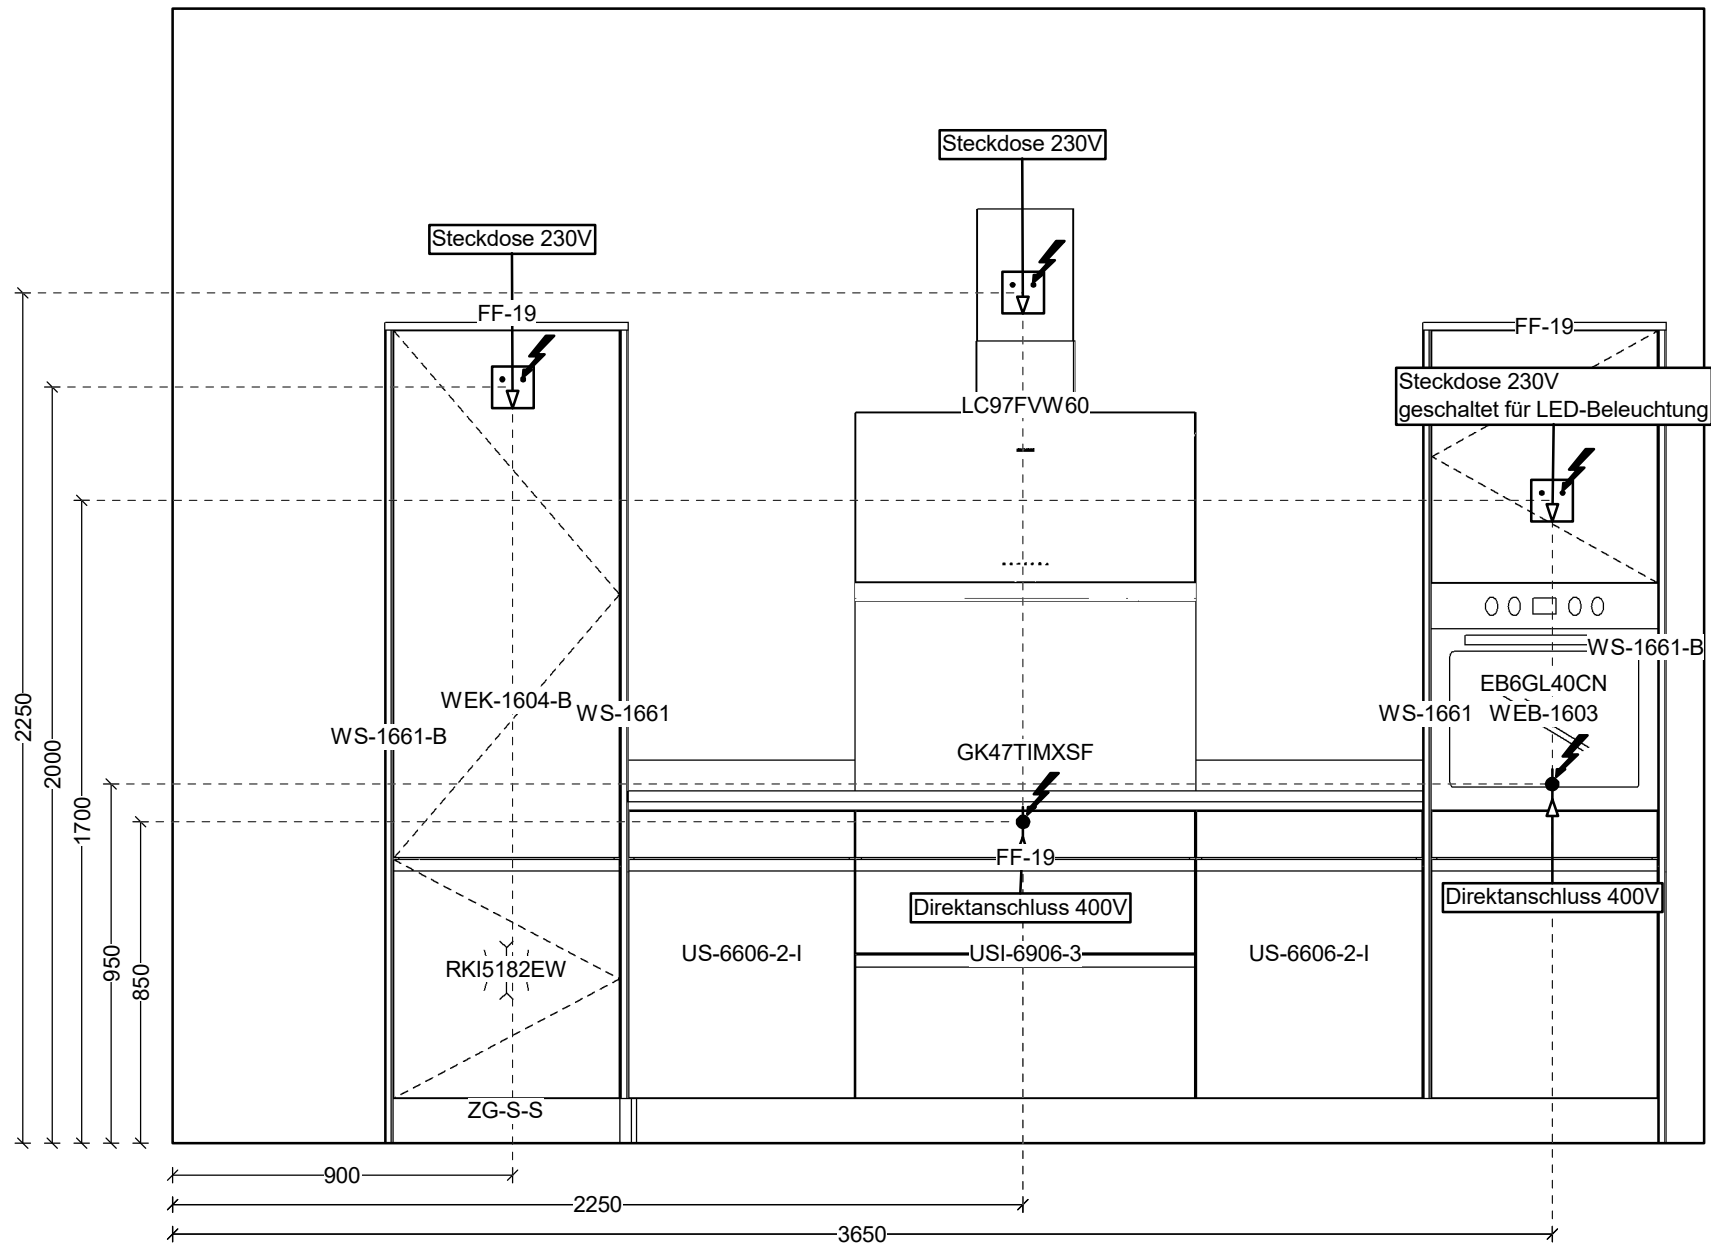 Steckdose 230V
Steckdose 230V
FF-19
FF-19
Steckdose 230V
geschaltet für LED-Beleuchtung
LC97FVW60
WS-1661-B
EB6GL40CN
WEK-1604-B
WS-1661
WS-1661
WEB-1603
WS-1661-B
GK47TIMXSF
FF-19
Direktanschluss 400V
Direktanschluss 400V
US-6606-2-I
USI-6906-3
US-6606-2-I
RKI5182EW
ZG-S-S
2250
2000
1700
950
850
900
2250
3650